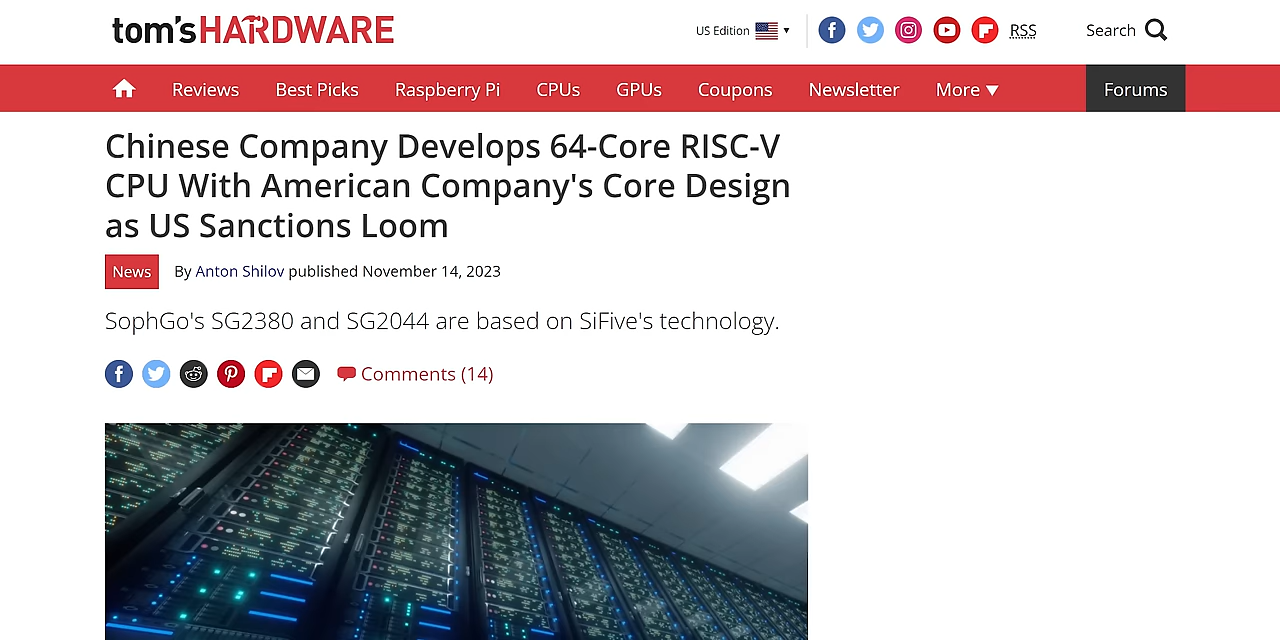 tom'sHARDWARE
US Edition ▼
RSS
Search
Reviews Best Picks Raspberry Pi CPUs GPUs Coupons Newsletter More ▼ Forums
Chinese Company Develops 64-Core RISC-V
CPU With American Company's Core Design
as US Sanctions Loom
News By Anton Shilov published November 14, 2023
SophGo's SG2380 and SG2044 are based on SiFive's technology.
Comments (14)